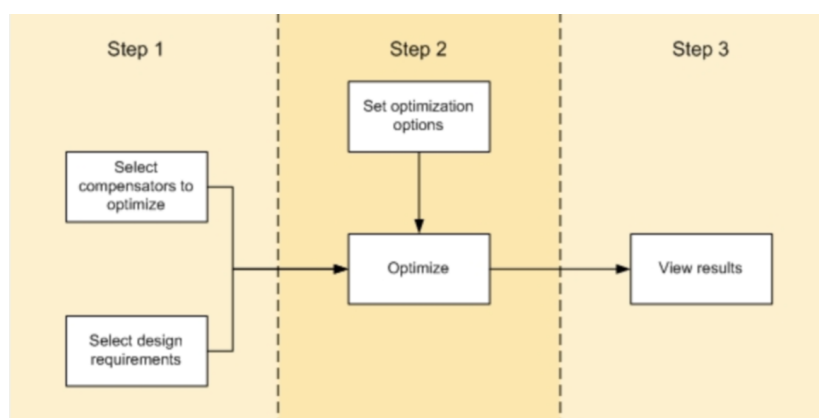 Step 1
Step 2
Step 3
Set optimization
options
Select
compensators to
optimize
Optimize
View results
Select design
requirements